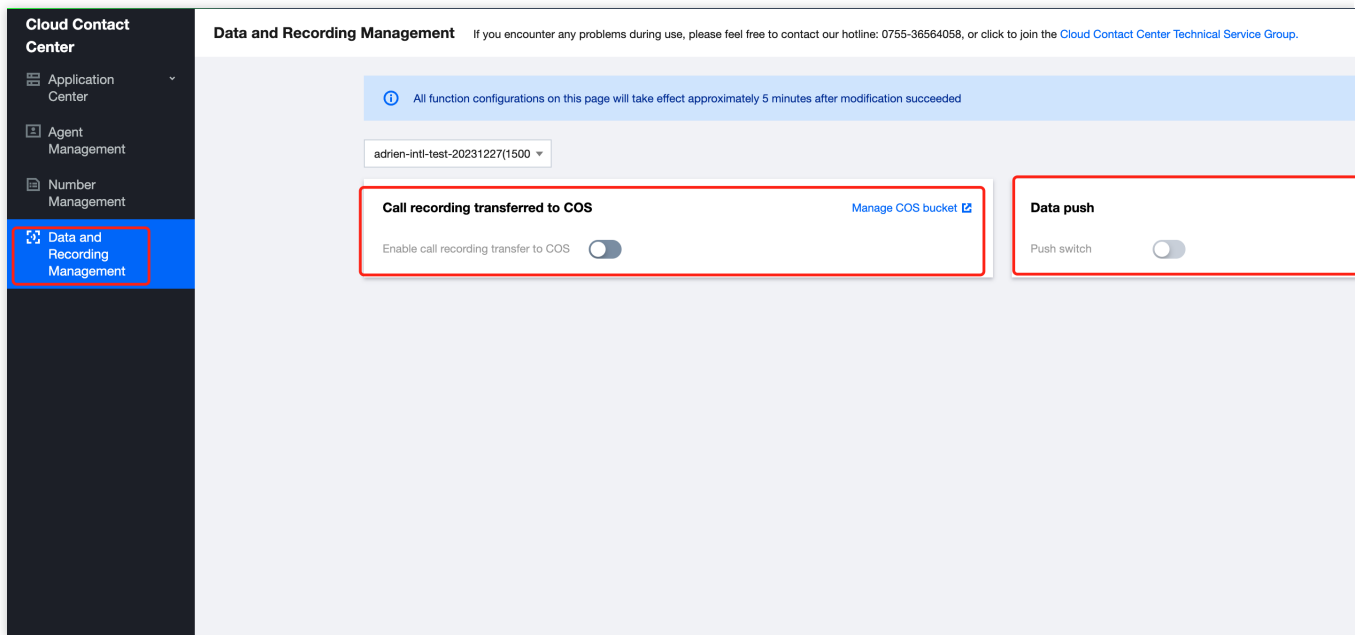 Cloud Contact
Center
Application
Center
Agent
Management
Number
Management
Data and
Recording
Management
Data and Recording Management If you encounter any problems during use, please feel free to contact our hotline: 0755-36564058, or click to join the Cloud Contact Center Technical Service Group.
All function configurations on this page will take effect approximately 5 minutes after modification succeeded
adrien-intl-test-20231227(1500
Call recording transferred to COS Manage COS bucket
Enable call recording transfer to COS
Data push
Push switch